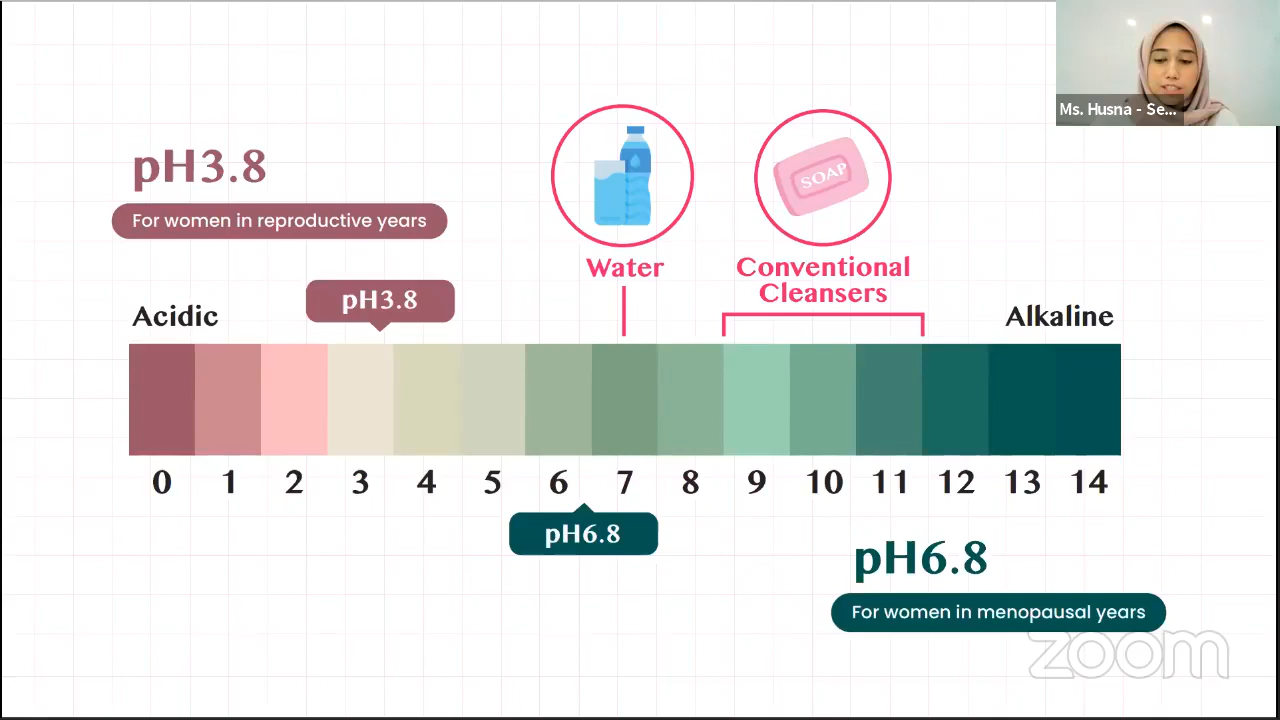 Ms. Husna - Se...
pH3.8
For women in reproductive years
SOAP
Water
Conventional
Cleansers
pH3.8
Acidic
Alkaline
0 1 2 3 4 5 6 7 8 9 10 11 12 13 14
pH6.8
pH6.8
For women in menopausal years
zoom